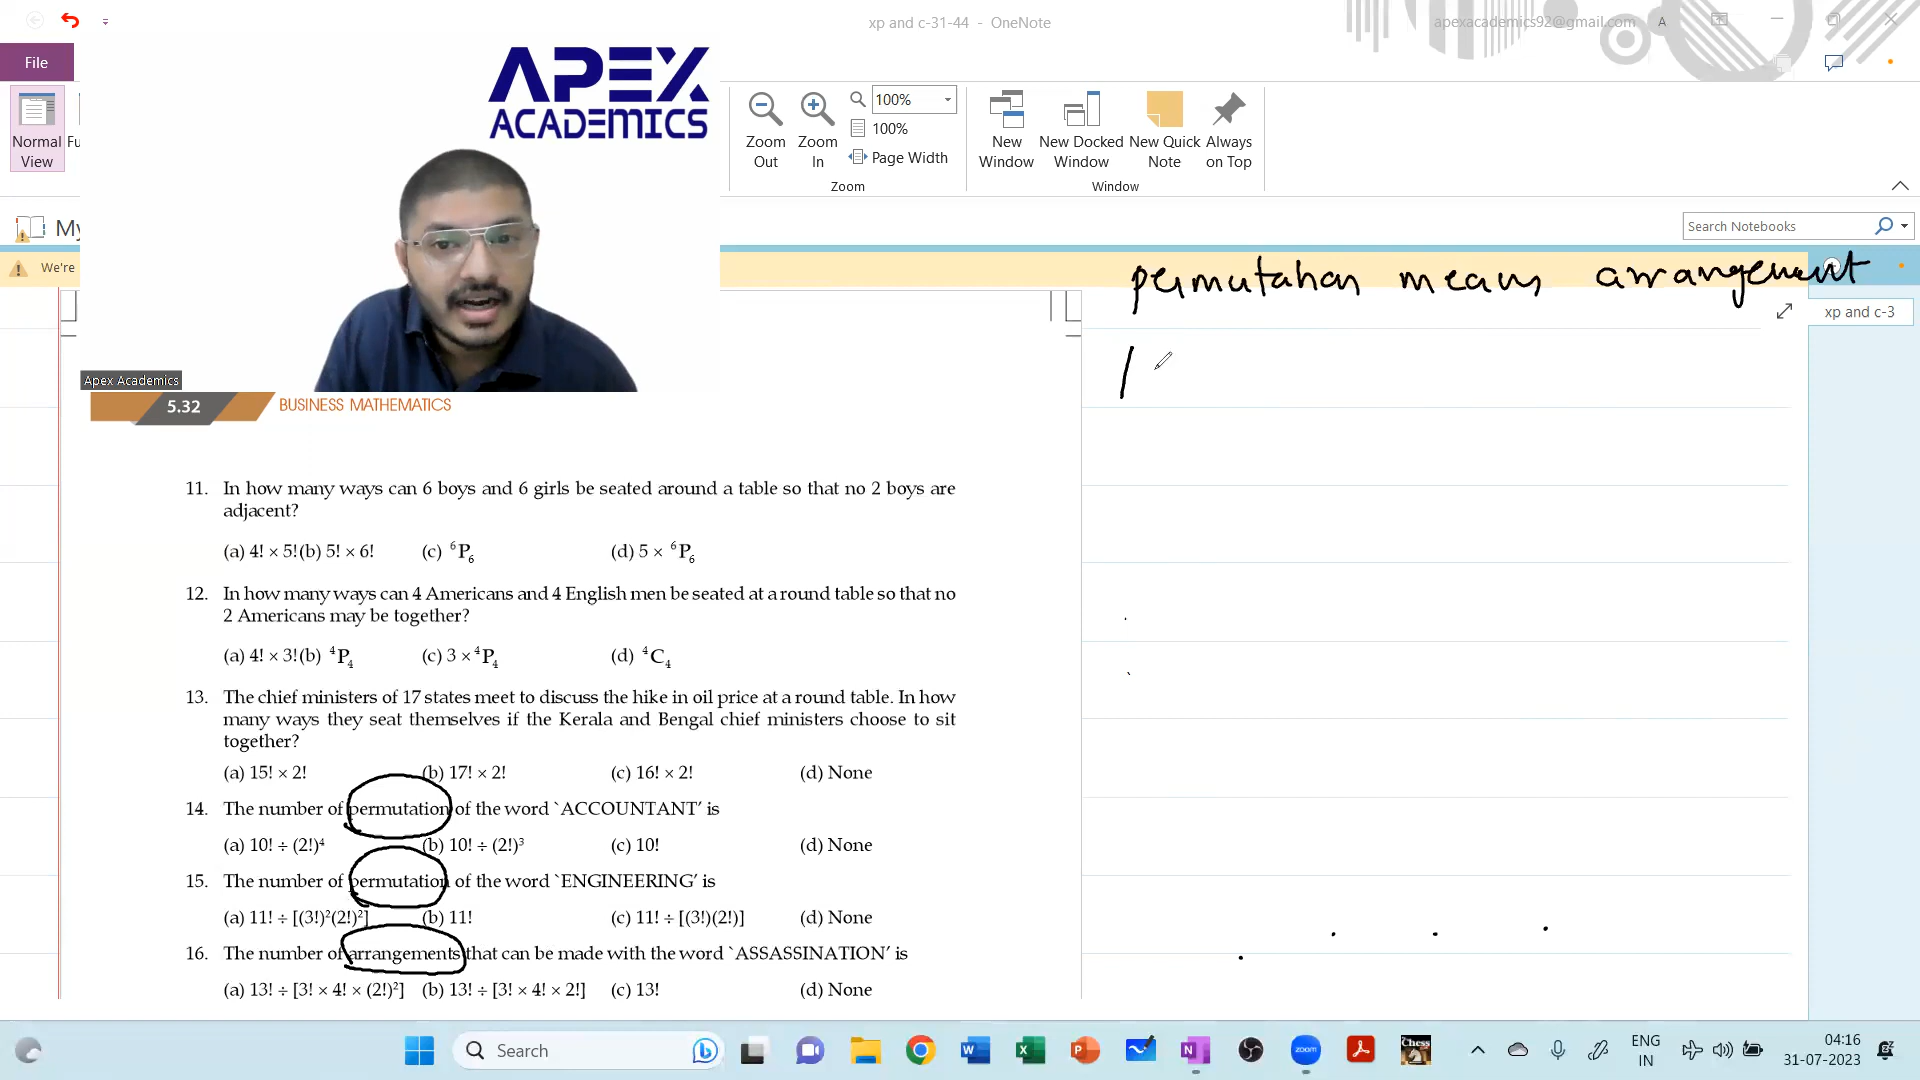 xp and c-31-44 - OneNote
apexacademics92@gmail.com A
File
APEX
ACADEMICS
Normal
View
Fu
Zoom
Out
Zoom
In
100%
100%
Page Width
Zoom
New
Window
New Docked
Window
New Quick
Note
Always
on Top
Window
My
Search Notebooks
We're
permutation means arrangement
xp and c-3
Apex Academics
5.32 BUSINESS MATHEMATICS
11. In how many ways can 6 boys and 6 girls be seated around a table so that no 2 boys are
adjacent?
(a) 4! × 5!(b) 5! × 6! (c) ⁶P₆ (d) 5 × ⁶P₆
12. In how many ways can 4 Americans and 4 English men be seated at a round table so that no
2 Americans may be together?
(a) 4! × 3!(b) ⁴P₄ (c) 3 × ⁴P₄ (d) ⁴C₄
13. The chief ministers of 17 states meet to discuss the hike in oil price at a round table. In how
many ways they seat themselves if the Kerala and Bengal chief ministers choose to sit
together?
(a) 15! × 2! (b) 17! × 2! (c) 16! × 2! (d) None
14. The number of permutation of the word `ACCOUNTANT' is
(a) 10! ÷ (2!)⁴ (b) 10! ÷ (2!)³ (c) 10! (d) None
15. The number of permutation of the word `ENGINEERING' is
(a) 11! ÷ [(3!)²(2!)²] (b) 11! (c) 11! ÷ [(3!)(2!)] (d) None
16. The number of arrangements that can be made with the word `ASSASSINATION' is
(a) 13! ÷ [3! × 4! × (2!)²] (b) 13! ÷ [3! × 4! × 2!] (c) 13! (d) None
Search
zoom
Chess
ENG
IN
04:16
31-07-2023